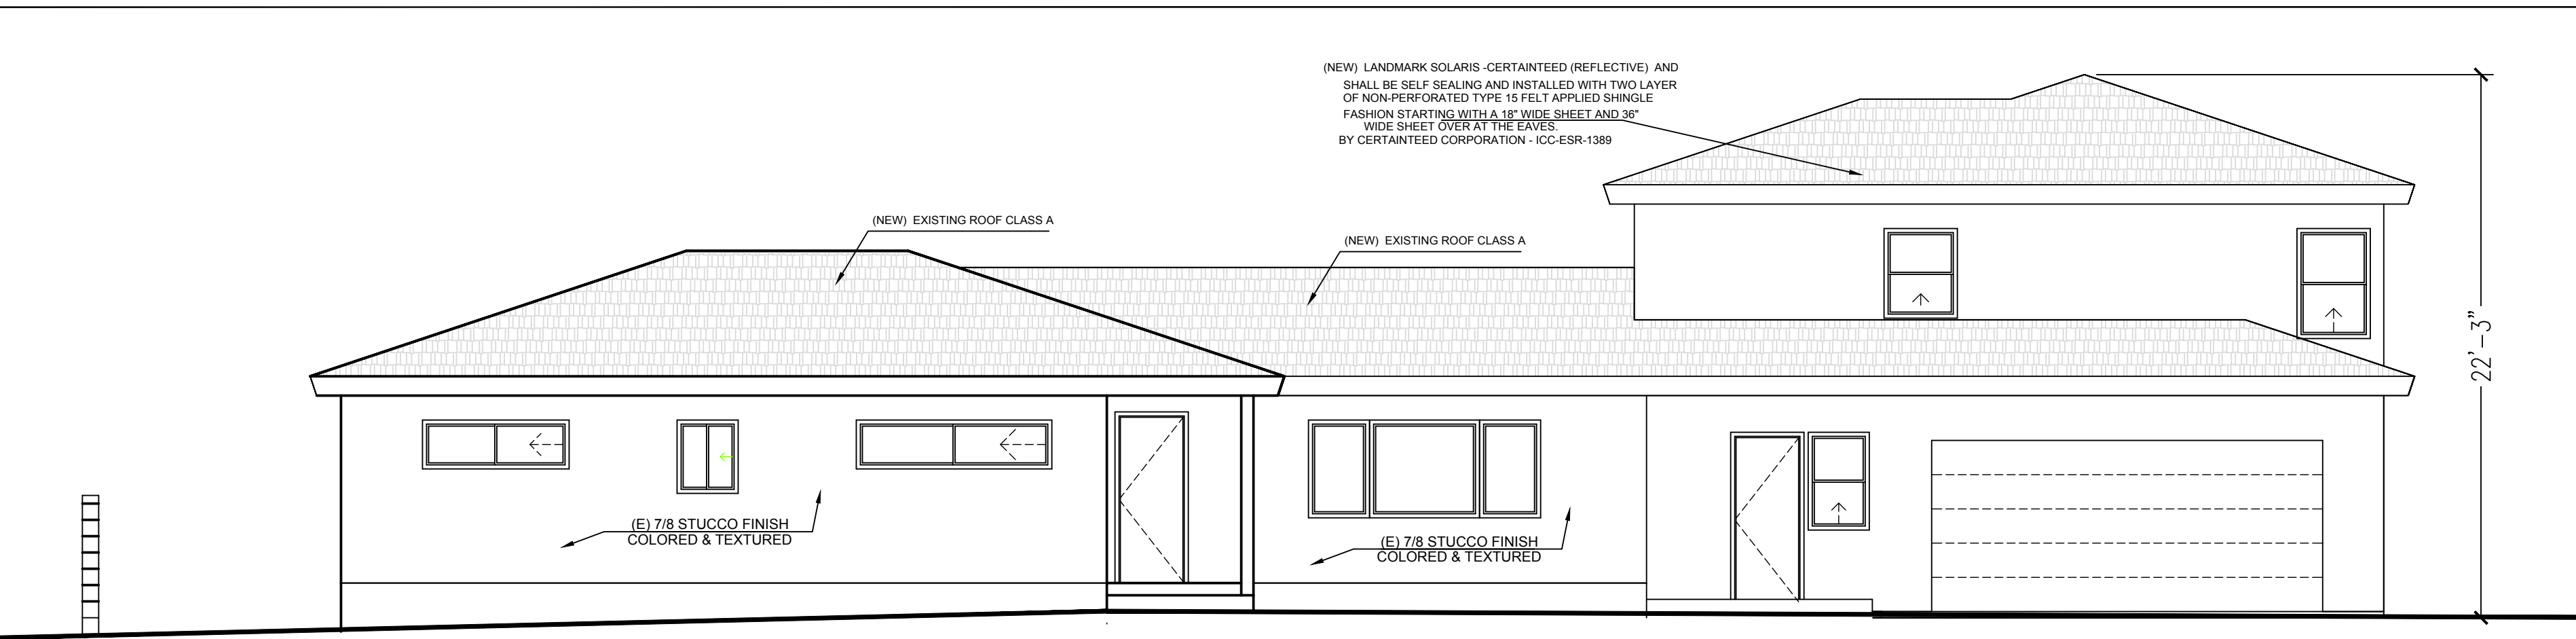 (NEW) LANDMARK SOLARIS -CERTAINTEED (REFLECTIVE) AND
SHALL BE SELF SEALING AND INSTALLED WITH TWO LAYER
OF NON-PERFORATED TYPE 15 FELT APPLIED SHINGLE
FASHION STARTING WITH A 18" WIDE SHEET AND 36"
WIDE SHEET OVER AT THE EAVES.
BY CERTAINTEED CORPORATION - ICC-ESR-1389
(NEW) EXISTING ROOF CLASS A
(NEW) EXISTING ROOF CLASS A
22'-3"
(E) 7/8 STUCCO FINISH
COLORED & TEXTURED
(E) 7/8 STUCCO FINISH
COLORED & TEXTURED